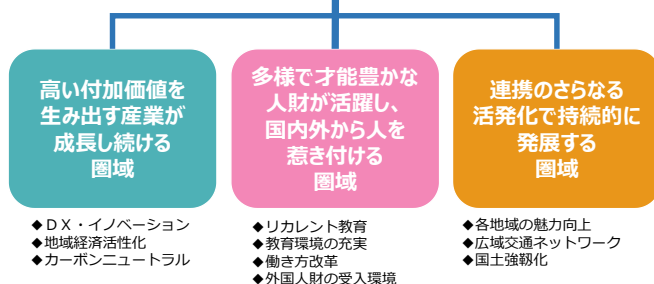 高い付加価値を
生み出す産業が
成長し続ける
圏域
◆ＤＸ・イノベーション
◆地域経済活性化
◆カーボンニュートラル
多様で才能豊かな
人財が活躍し、
国内外から人を
惹き付ける
圏域
◆リカレント教育
◆教育環境の充実
◆働き方改革
◆外国人財の受入環境
連携のさらなる
活発化で持続的に
発展する
圏域
◆各地域の魅力向上
◆広域交通ネットワーク
◆国土強靱化